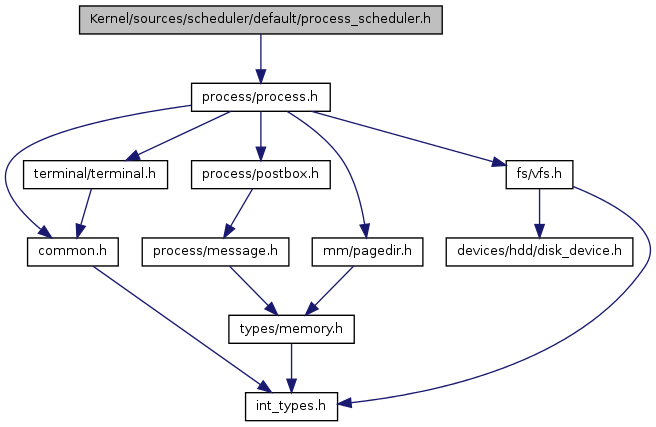 Kernel/sources/scheduler/default/process_scheduler.h
process/process.h
terminal/terminal.h
process/postbox.h
fs/vfs.h
common.h
process/message.h
mm/pagedir.h
devices/hdd/disk_device.h
types/memory.h
int_types.h